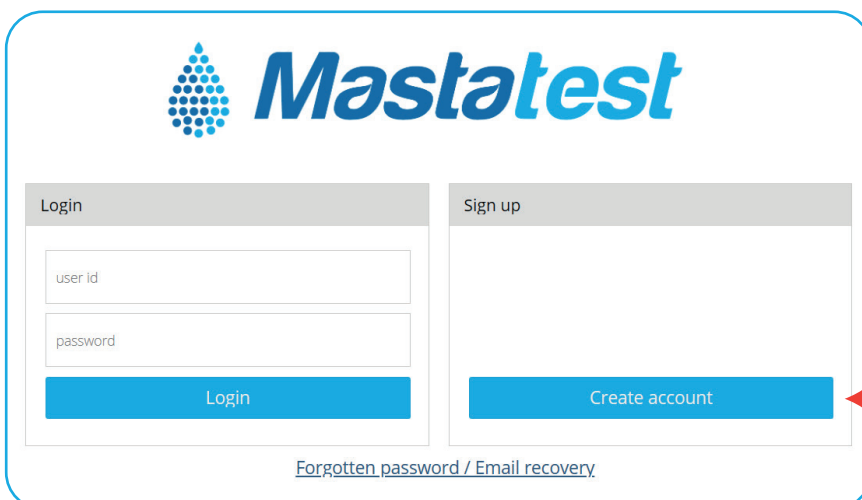 Mastatest
Login
user id
password
Login
Sign up
Create account
Forgotten password / Email recovery